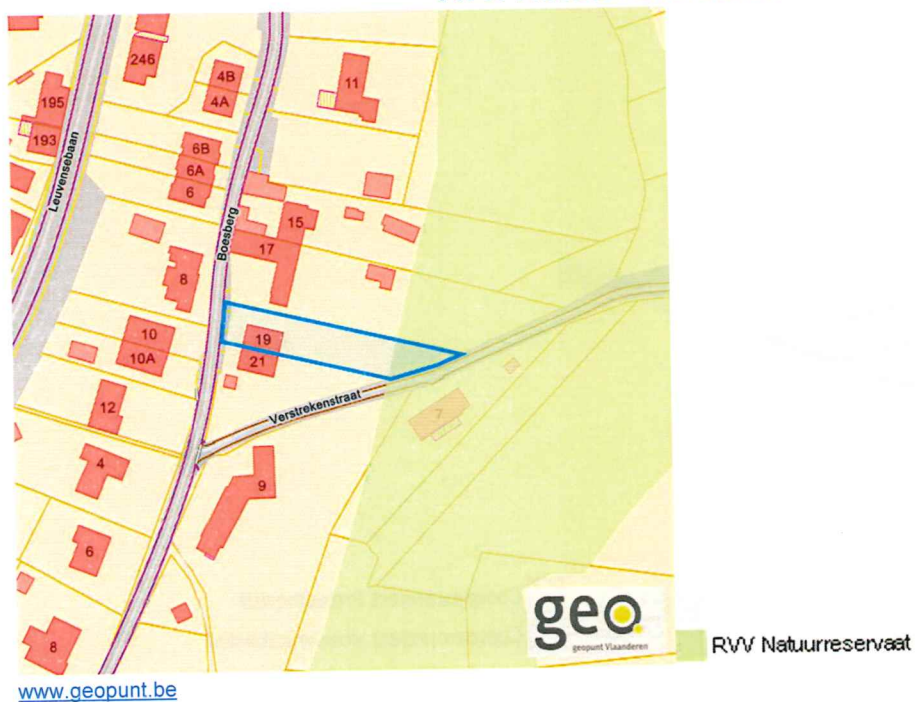 246
4B
4A
11
195
193
Leuvensebaan
6B
6A
6
Boesberg
15
17
8
10
10A
19
21
12
Verstrekenstraat
7
4
9
6
8
geo
geopunt Vlaanderen
RVV Natuurreservaat
www.geopunt.be